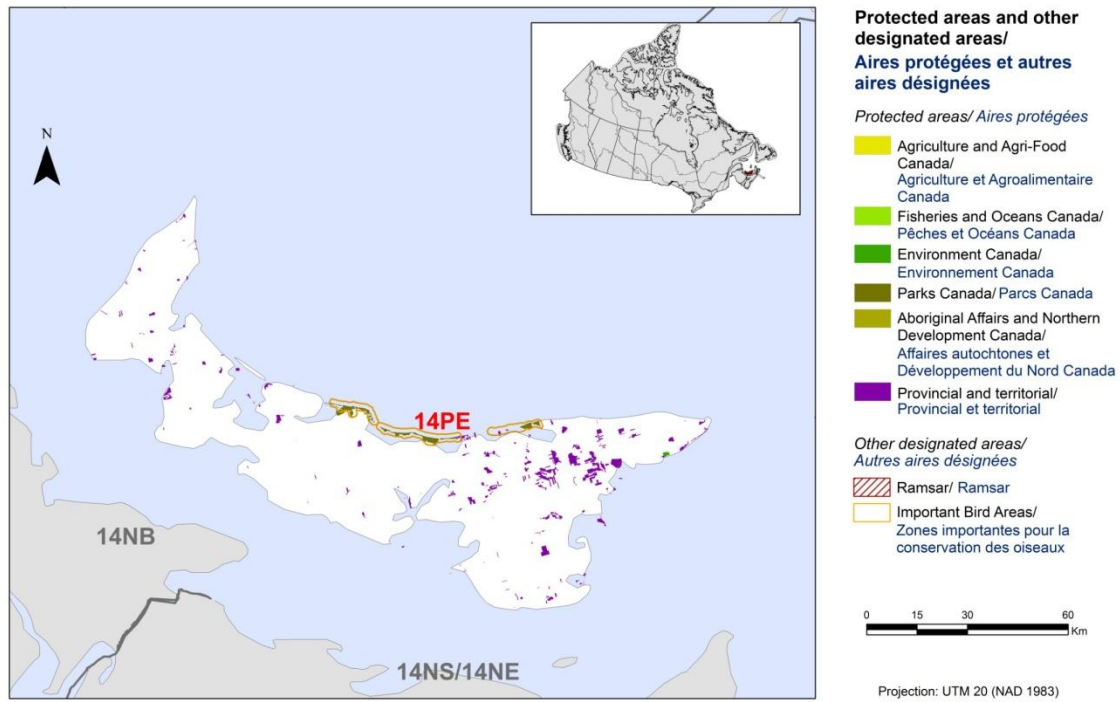 N
14PE
14NB
14NS/14NE
Protected areas and other
designated areas/
Aires protégées et autres
aires désignées
Protected areas/ Aires protégées
Agriculture and Agri-Food
Canada/
Agriculture et Agroalimentaire
Canada
Fisheries and Oceans Canada/
Pêches et Océans Canada
Environment Canada/
Environnement Canada
Parks Canada/ Parcs Canada
Aboriginal Affairs and Northern
Development Canada/
Affaires autochtones et
Développement du Nord Canada
Provincial and territorial/
Provincial et territorial
Other designated areas/
Autres aires désignées
Ramsar/ Ramsar
Important Bird Areas/
Zones importantes pour la
conservation des oiseaux
0 15 30 60
Km
Projection: UTM 20 (NAD 1983)